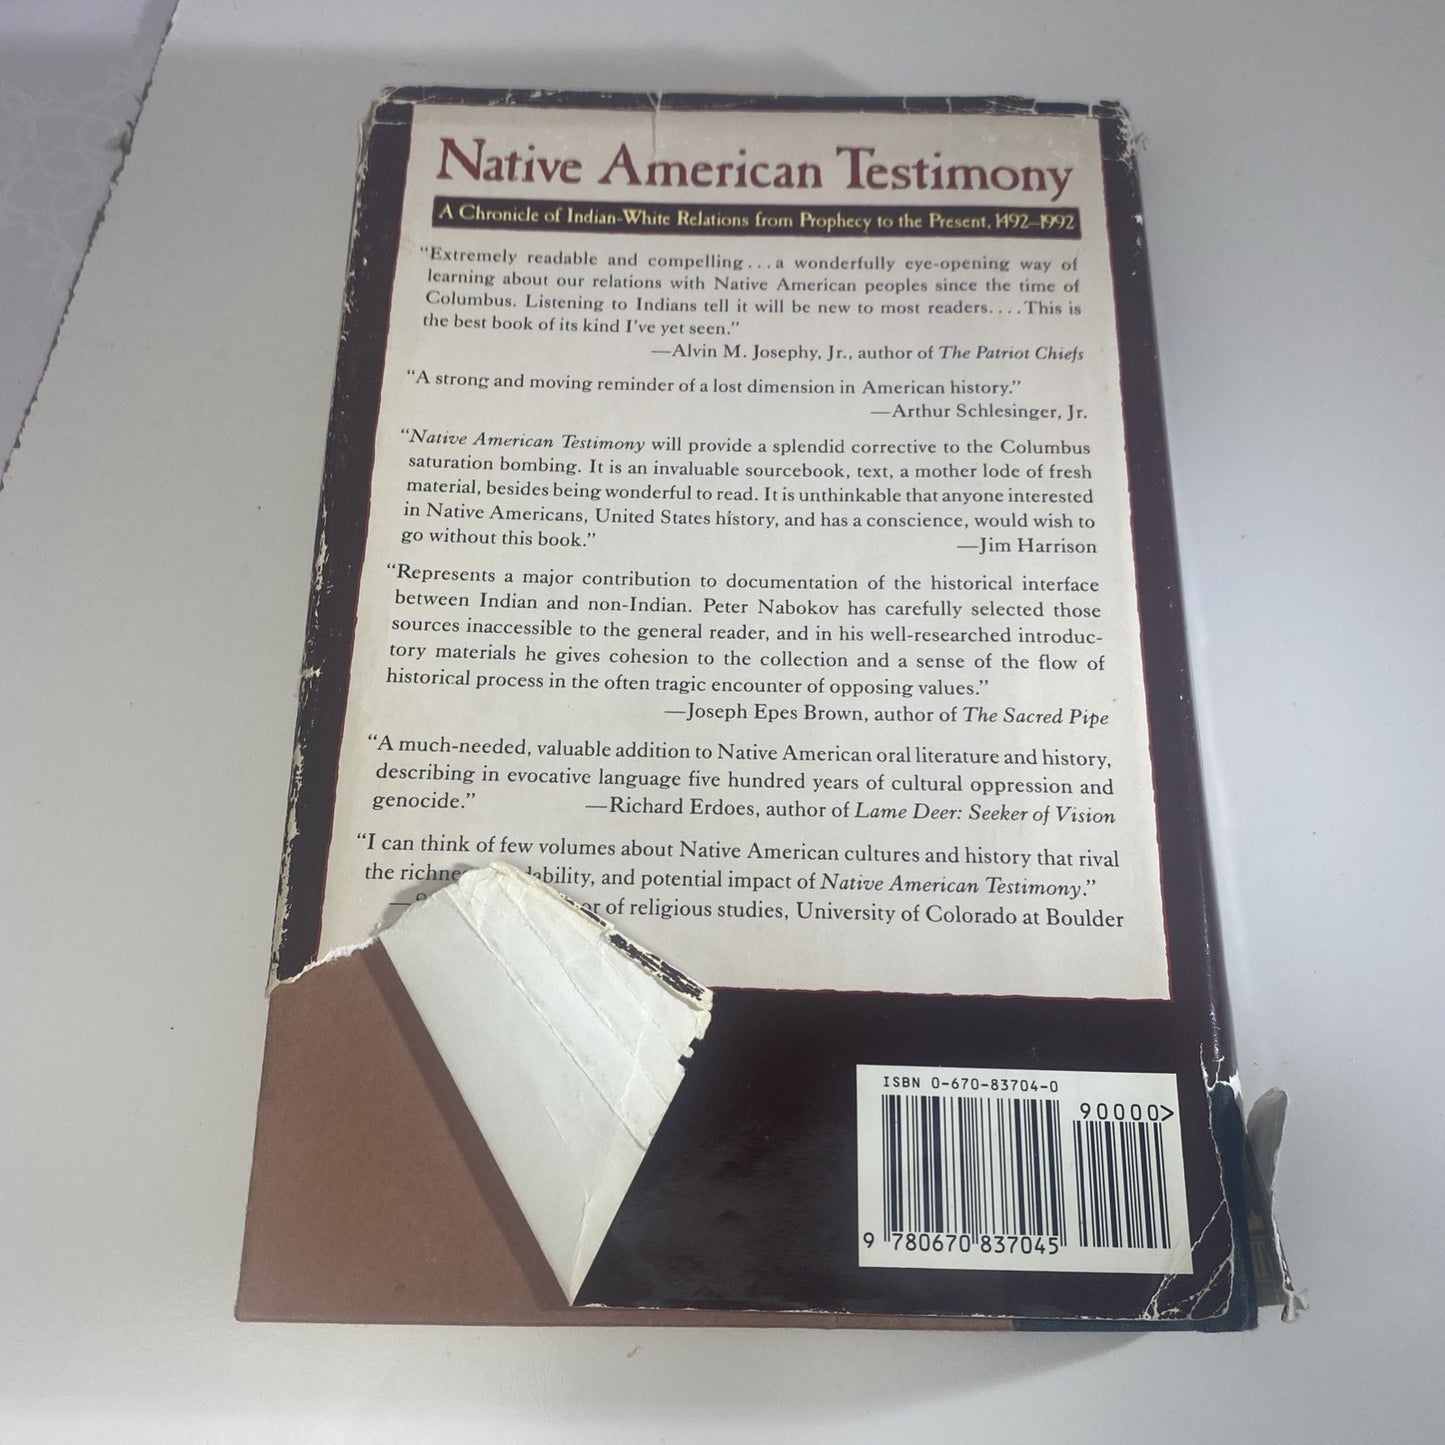 Native American Testimony
A Chronicle of Indian-White Relations from Prophecy to the Present, 1492–1992
“Extremely readable and compelling...a wonderfully eye-opening way of
learning about our relations with Native American peoples since the time of
Columbus. Listening to Indians tell it will be new to most readers....This is
the best book of its kind I’ve yet seen.”
—Alvin M. Josephy, Jr., author of The Patriot Chiefs
“A strong and moving reminder of a lost dimension in American history.”
—Arthur Schlesinger, Jr.
“Native American Testimony will provide a splendid corrective to the Columbus
saturation bombing. It is an invaluable sourcebook, text, a mother lode of fresh
material, besides being wonderful to read. It is unthinkable that anyone interested
in Native Americans, United States history, and has a conscience, would wish to
go without this book.” —Jim Harrison
“Represents a major contribution to documentation of the historical interface
between Indian and non-Indian. Peter Nabokov has carefully selected those
sources inaccessible to the general reader, and in his well-researched introduc-
tory materials he gives cohesion to the collection and a sense of the flow of
historical process in the often tragic encounter of opposing values.”
—Joseph Epes Brown, author of The Sacred Pipe
“A much-needed, valuable addition to Native American oral literature and history,
describing in evocative language five hundred years of cultural oppression and
genocide.” —Richard Erdoes, author of Lame Deer: Seeker of Vision
“I can think of few volumes about Native American cultures and history that rival
the and potential impact of Native American Testimony.”
of religious studies, University of Colorado at Boulder
ISBN 0-670-83704-0
90000>
9 780670 837045